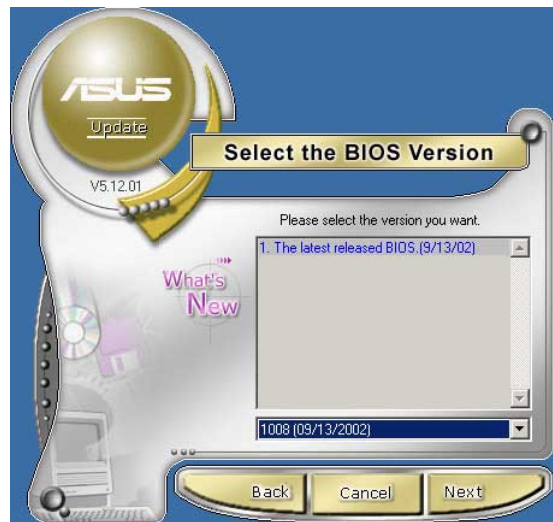 ASUS
Update
V5.12.01
Select the BIOS Version
Please select the version you want.
1. The latest released BIOS.(9/13/02)
What's
New
1008 (09/13/2002)
Back
Cancel
Next